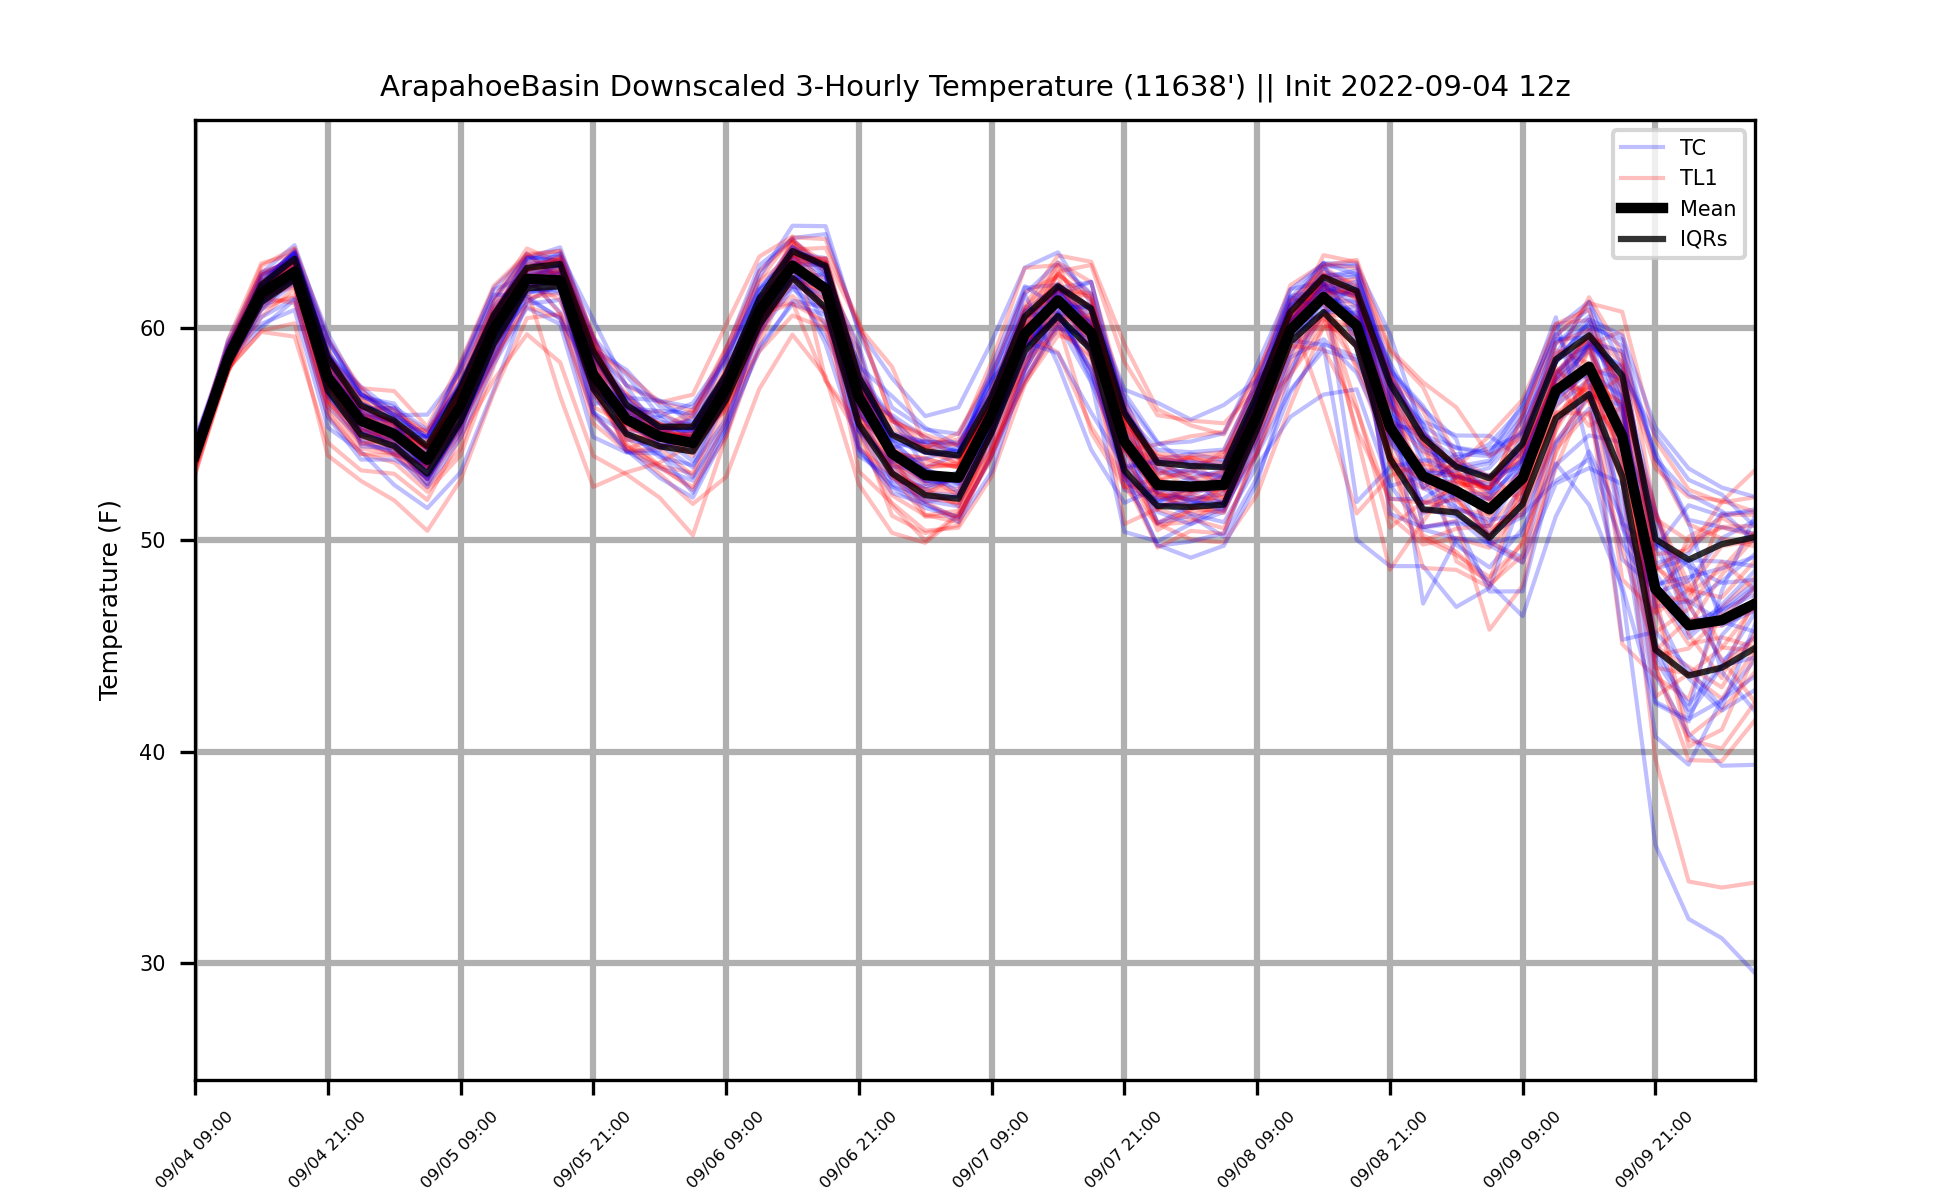 ArapahoeBasin Downscaled 3-Hourly Temperature (11638') || Init 2022-09-04 12z
TC
TL1
Mean
IQRs
Temperature (F)
60
50
40
30
09/04 09:00
09/04 21:00
09/05 09:00
09/05 21:00
09/06 09:00
09/06 21:00
09/07 09:00
09/07 21:00
09/08 09:00
09/08 21:00
09/09 09:00
09/09 21:00